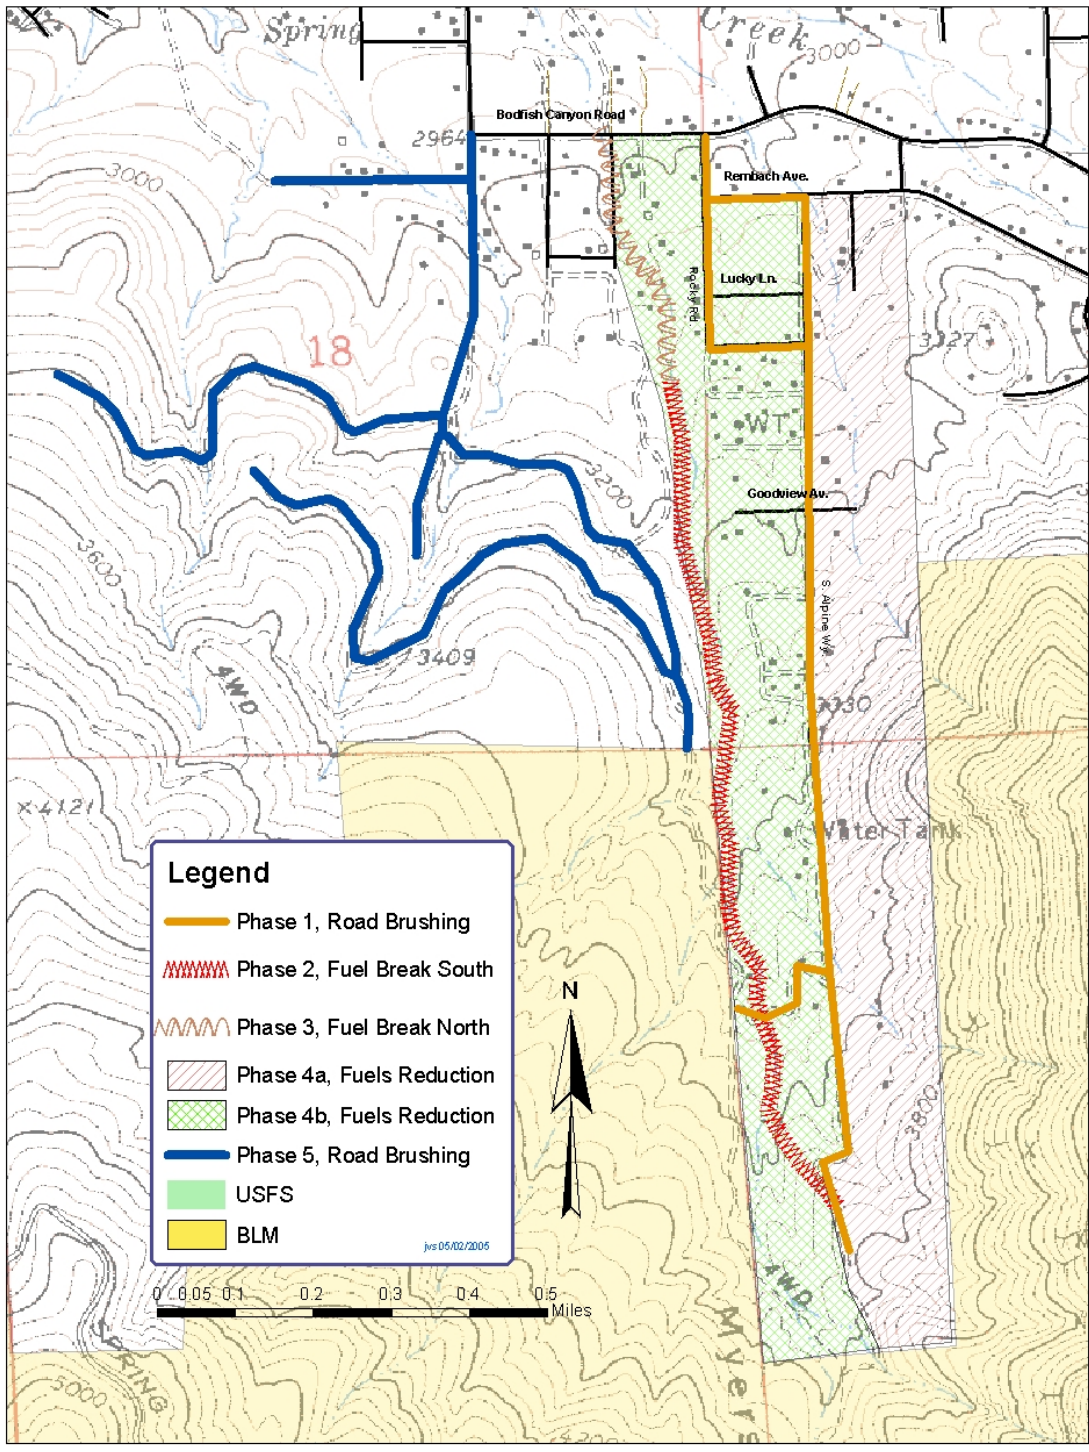 Spring
Creek
3000
Bodfish Canyon Road
2964
Rembach Ave.
3000
Lucky Ln.
Rocky Rd.
18
3327
WT
3200
Goodview Av.
3600
S Alpine Wy.
3409
4WD
3030
×4121
Water Tank
Legend
Phase 1, Road Brushing
Phase 2, Fuel Break South
Phase 3, Fuel Break North
Phase 4a, Fuels Reduction
Phase 4b, Fuels Reduction
Phase 5, Road Brushing
USFS
BLM
jvs 05/02/2005
N
3800
4WD
0 0.05 0.1 0.2 0.3 0.4 0.5
Miles
Myers
SPRING
5000
4200